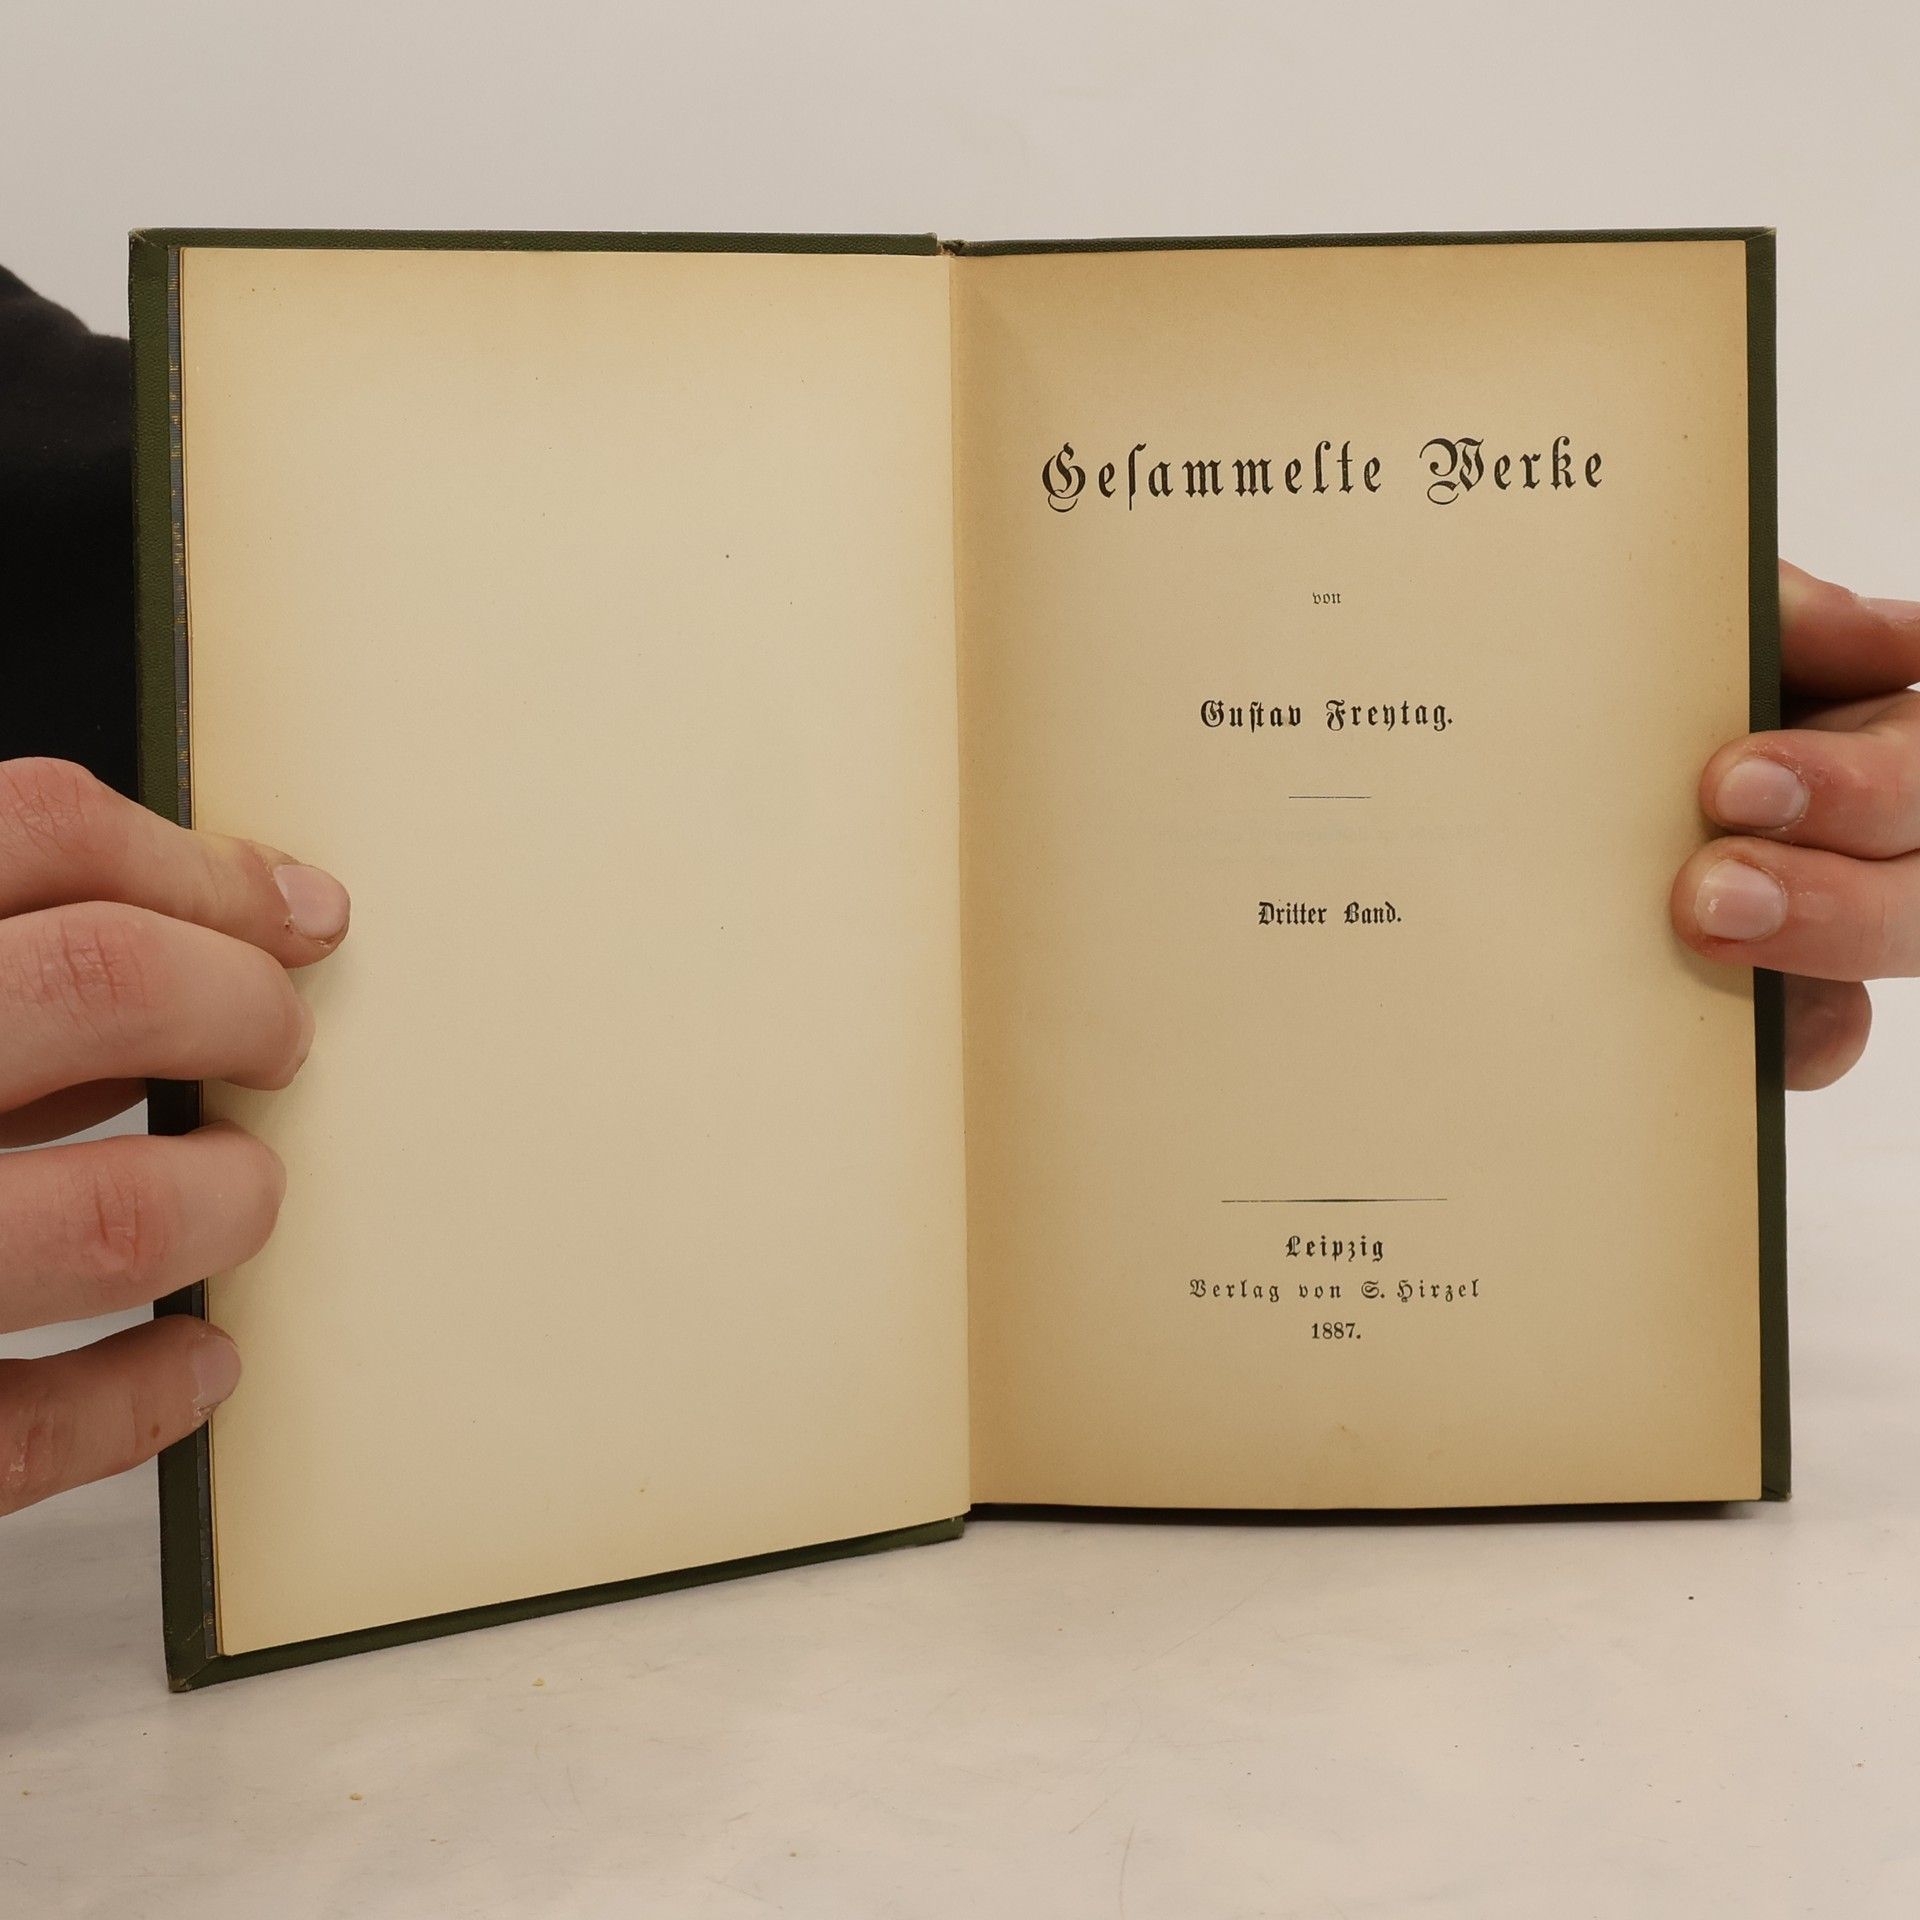 Geſammelte Werke
von
Guſtav Freytag.
Dritter Band.
Leipzig
Verlag von S. Hirzel
1887.